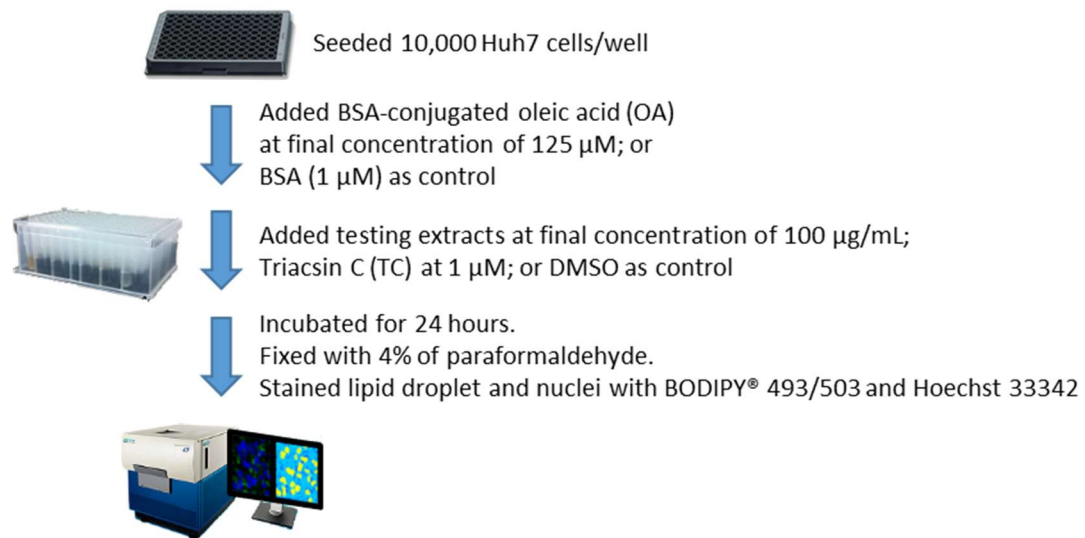 Seeded 10,000 Huh7 cells/well
Added BSA-conjugated oleic acid (OA)
at final concentration of 125 µM; or
BSA (1 µM) as control
Added testing extracts at final concentration of 100 µg/mL;
Triacsin C (TC) at 1 µM; or DMSO as control
Incubated for 24 hours.
Fixed with 4% of paraformaldehyde.
Stained lipid droplet and nuclei with BODIPY® 493/503 and Hoechst 33342